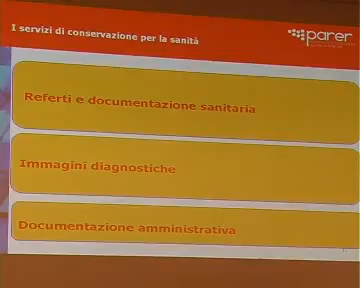 I servizi di conservazione per la sanità
parer
Referti e documentazione sanitaria
Immagini diagnostiche
Documentazione amministrativa